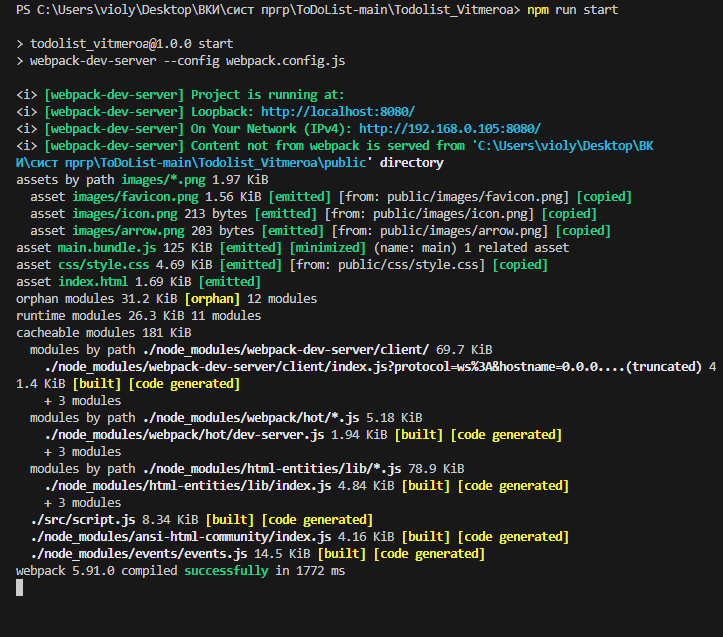 PS C:\Users\violy\Desktop\ВКИ\сист пргр\ToDoList-main\Todolist_Vitmeroa> npm run start
> todolist_vitmeroa@1.0.0 start
> webpack-dev-server --config webpack.config.js
<i> [webpack-dev-server] Project is running at:
<i> [webpack-dev-server] Loopback: http://localhost:8080/
<i> [webpack-dev-server] On Your Network (IPv4): http://192.168.0.105:8080/
<i> [webpack-dev-server] Content not from webpack is served from 'C:\Users\violy\Desktop\ВК
И\сист пргр\ToDoList-main\Todolist_Vitmeroa\public' directory
assets by path images/*.png 1.97 KiB
asset images/favicon.png 1.56 KiB [emitted] [from: public/images/favicon.png] [copied]
asset images/icon.png 213 bytes [emitted] [from: public/images/icon.png] [copied]
asset images/arrow.png 203 bytes [emitted] [from: public/images/arrow.png] [copied]
asset main.bundle.js 125 KiB [emitted] [minimized] (name: main) 1 related asset
asset css/style.css 4.69 KiB [emitted] [from: public/css/style.css] [copied]
asset index.html 1.69 KiB [emitted]
orphan modules 31.2 KiB [orphan] 12 modules
runtime modules 26.3 KiB 11 modules
cacheable modules 181 KiB
modules by path ./node_modules/webpack-dev-server/client/ 69.7 KiB
./node_modules/webpack-dev-server/client/index.js?protocol=ws%3A&hostname=0.0.0....(truncated) 4
1.4 KiB [built] [code generated]
+ 3 modules
modules by path ./node_modules/webpack/hot/*.js 5.18 KiB
./node_modules/webpack/hot/dev-server.js 1.94 KiB [built] [code generated]
+ 3 modules
modules by path ./node_modules/html-entities/lib/*.js 78.9 KiB
./node_modules/html-entities/lib/index.js 4.84 KiB [built] [code generated]
+ 3 modules
./src/script.js 8.34 KiB [built] [code generated]
./node_modules/ansi-html-community/index.js 4.16 KiB [built] [code generated]
./node_modules/events/events.js 14.5 KiB [built] [code generated]
webpack 5.91.0 compiled successfully in 1772 ms